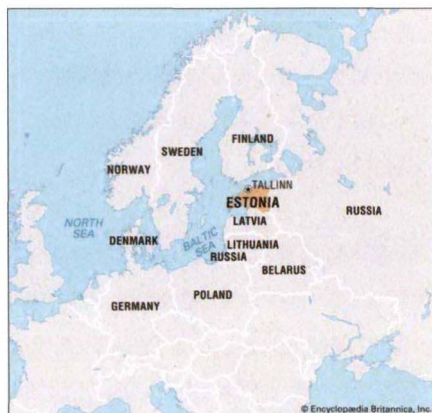 FINLAND
SWEDEN
NORWAY
TALLINN
ESTONIA
NORTH
SEA
LATVIA
RUSSIA
DENMARK
BALTIC
SEA
LITHUANIA
RUSSIA
BELARUS
POLAND
GERMANY
© Encyclopædia Britannica, Inc.